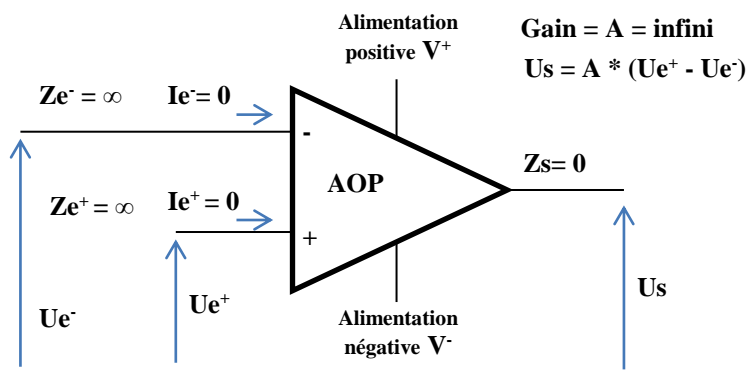 Alimentation
positive V⁺
Gain = A = infini
Us = A * (Ue⁺ - Ue⁻)
Ze⁻ = ∞
Ie⁻= 0
-
Zs= 0
AOP
Ze⁺ = ∞
Ie⁺ = 0
+
Ue⁻
Ue⁺
Us
Alimentation
négative V⁻